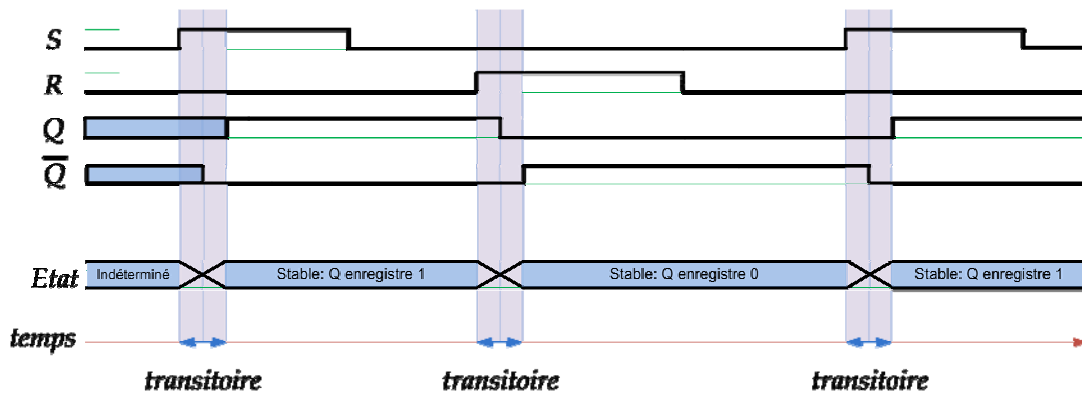 S
R
Q
Q̅
Etat Indéterminé Stable: Q enregistre 1 Stable: Q enregistre 0 Stable: Q enregistre 1
temps
transitoire transitoire transitoire